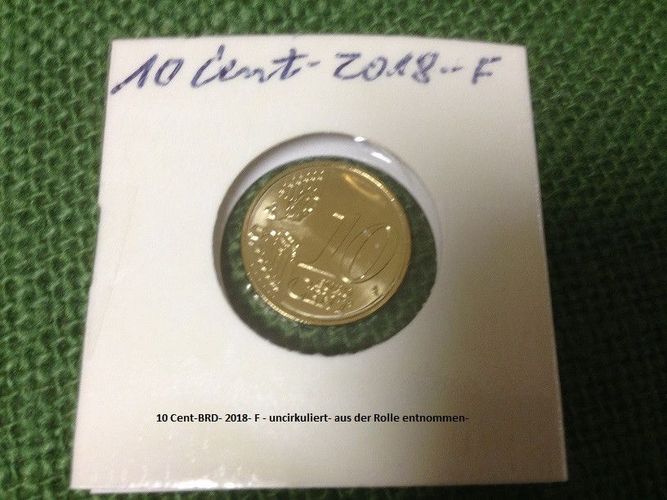 10 Cent- 2018-- F
10
10 Cent-BRD- 2018- F - uncirkuliert- aus der Rolle entnommen-